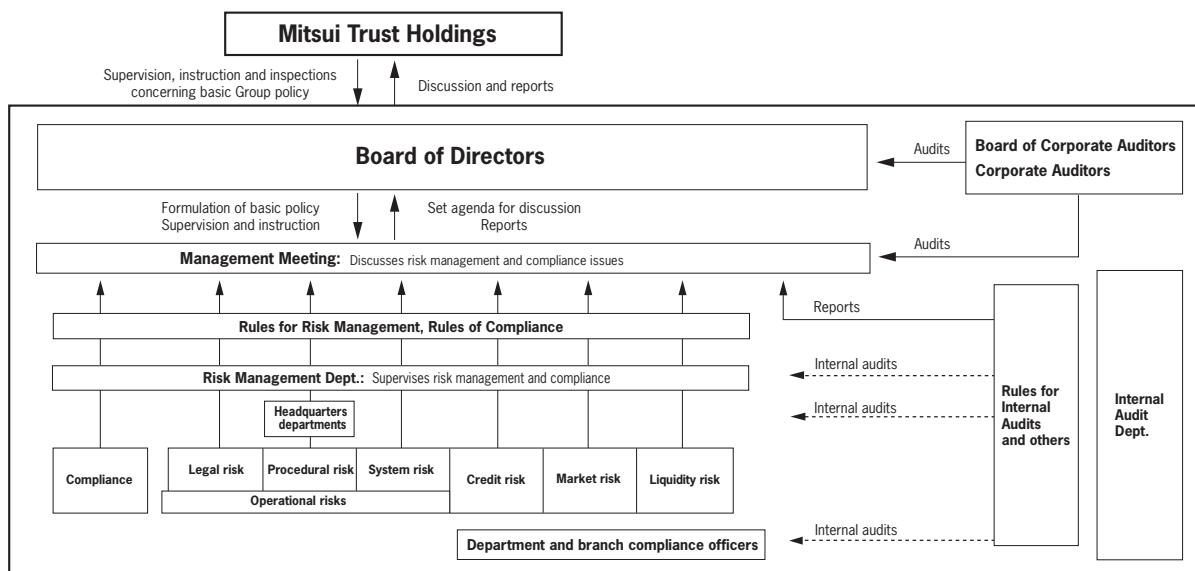 Mitsui Trust Holdings
Supervision, instruction and inspections
concerning basic Group policy
Discussion and reports
Board of Directors
Audits
Board of Corporate Auditors
Corporate Auditors
Formulation of basic policy
Supervision and instruction
Set agenda for discussion
Reports
Audits
Management Meeting: Discusses risk management and compliance issues
Reports
Rules for Risk Management, Rules of Compliance
Internal audits
Risk Management Dept.: Supervises risk management and compliance
Internal audits
Headquarters
departments
Rules for
Internal
Audits
and others
Internal
Audit
Dept.
Compliance
Legal risk
Procedural risk
System risk
Credit risk
Market risk
Liquidity risk
Operational risks
Internal audits
Department and branch compliance officers